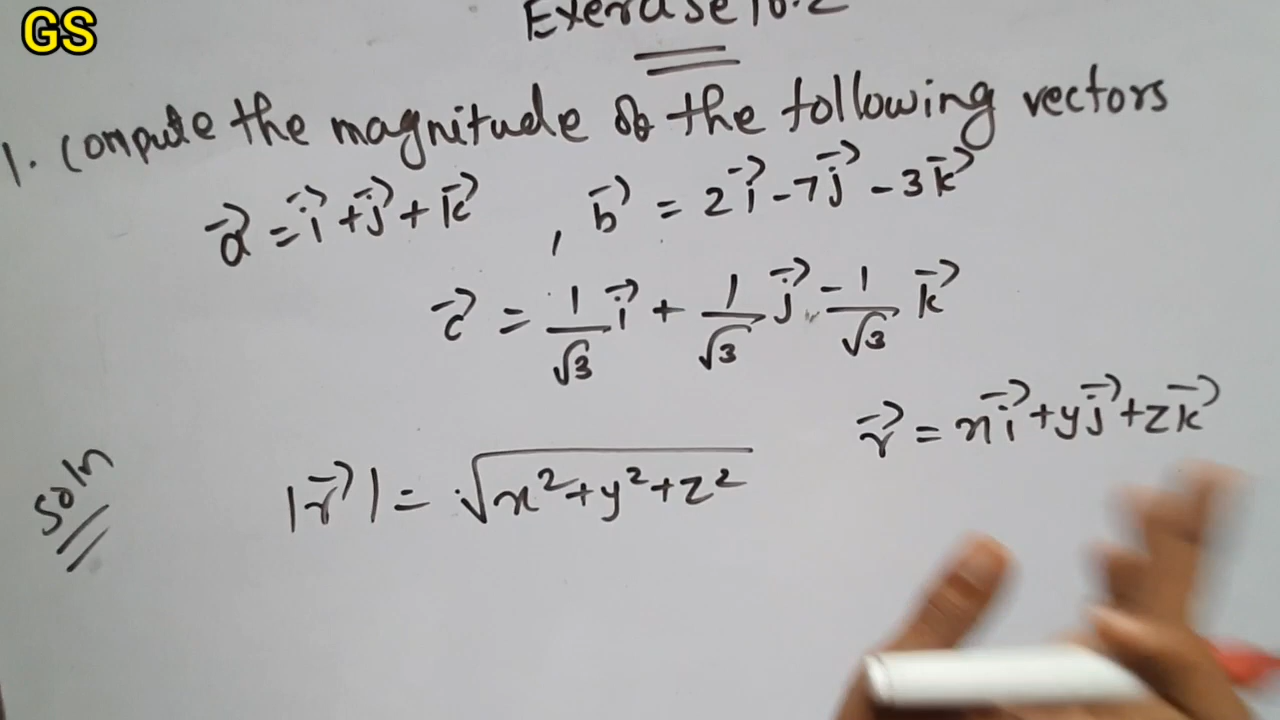 GS
Exercise 10.2
1. Compute the magnitude of the following vectors
a⃗ = i⃗ + j⃗ + k⃗ , b⃗ = 2i⃗ - 7j⃗ - 3k⃗
c⃗ = 1/√3 i⃗ + 1/√3 j⃗ - 1/√3 k⃗
r⃗ = xi⃗ + yj⃗ + zk⃗
Soln |r⃗| = √x²+y²+z²